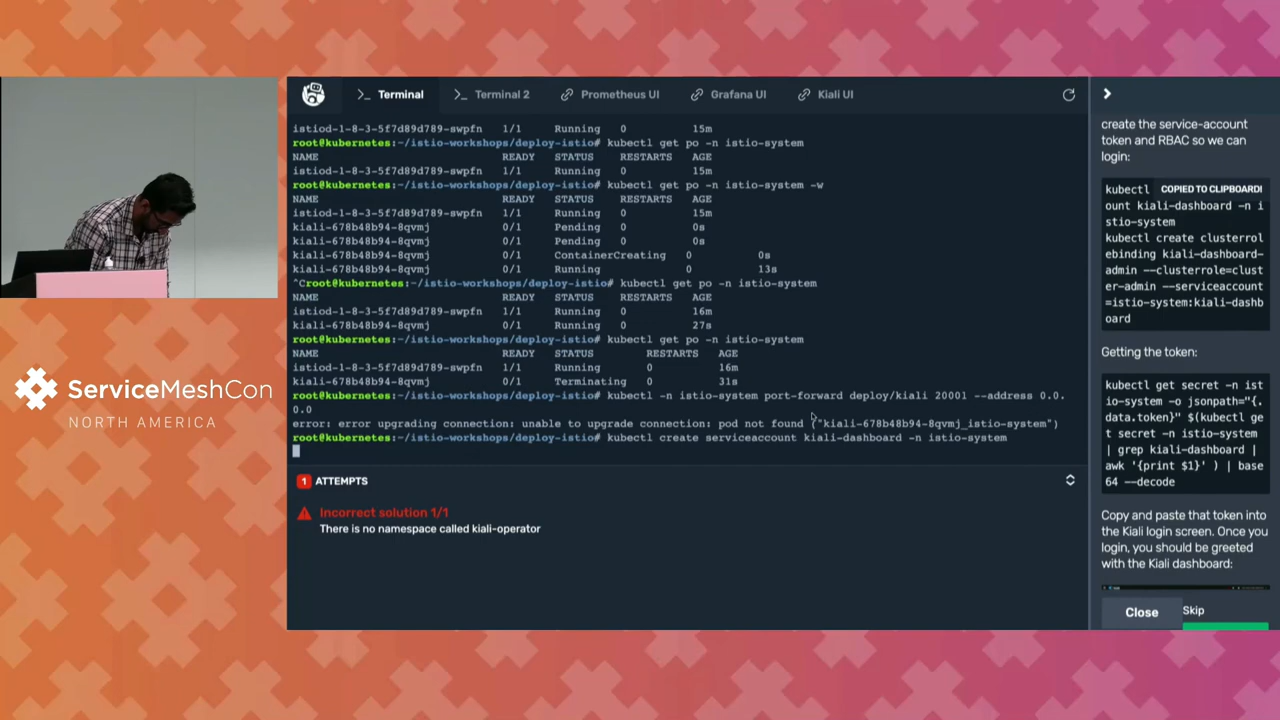 >_ Terminal
>_ Terminal 2
Prometheus UI
Grafana UI
Kiali UI
istiod-1-8-3-5f7d89d789-swpfn 1/1 Running 0 15m
root@kubernetes:~/istio-workshops/deploy-istio# kubectl get po -n istio-system
NAME READY STATUS RESTARTS AGE
istiod-1-8-3-5f7d89d789-swpfn 1/1 Running 0 15m
root@kubernetes:~/istio-workshops/deploy-istio# kubectl get po -n istio-system -w
NAME READY STATUS RESTARTS AGE
istiod-1-8-3-5f7d89d789-swpfn 1/1 Running 0 15m
kiali-678b48b94-8qvmj 0/1 Pending 0 0s
kiali-678b48b94-8qvmj 0/1 Pending 0 0s
kiali-678b48b94-8qvmj 0/1 ContainerCreating 0 0s
kiali-678b48b94-8qvmj 0/1 Running 0 13s
^Croot@kubernetes:~/istio-workshops/deploy-istio# kubectl get po -n istio-system
NAME READY STATUS RESTARTS AGE
istiod-1-8-3-5f7d89d789-swpfn 1/1 Running 0 16m
kiali-678b48b94-8qvmj 0/1 Running 0 27s
root@kubernetes:~/istio-workshops/deploy-istio# kubectl get po -n istio-system
NAME READY STATUS RESTARTS AGE
istiod-1-8-3-5f7d89d789-swpfn 1/1 Running 0 16m
kiali-678b48b94-8qvmj 0/1 Terminating 0 31s
root@kubernetes:~/istio-workshops/deploy-istio# kubectl -n istio-system port-forward deploy/kiali 20001 --address 0.0.
0.0
error: error upgrading connection: unable to upgrade connection: pod not found ("kiali-678b48b94-8qvmj_istio-system")
root@kubernetes:~/istio-workshops/deploy-istio# kubectl create serviceaccount kiali-dashboard -n istio-system
1 ATTEMPTS
Incorrect solution 1/1
There is no namespace called kiali-operator
create the service-account
token and RBAC so we can
login:
kubectl COPIED TO CLIPBOARD!
ount kiali-dashboard -n i
stio-system
kubectl create clusterrol
ebinding kiali-dashboard-
admin --clusterrole=clust
er-admin --serviceaccount
=istio-system:kiali-dashb
oard
Getting the token:
kubectl get secret -n ist
io-system -o jsonpath="{.
data.token}" $(kubectl ge
t secret -n istio-system
| grep kiali-dashboard |
awk '{print $1}' ) | base
64 --decode
Copy and paste that token into
the Kiali login screen. Once you
login, you should be greeted
with the Kiali dashboard:
Close
Skip
ServiceMeshCon
NORTH AMERICA